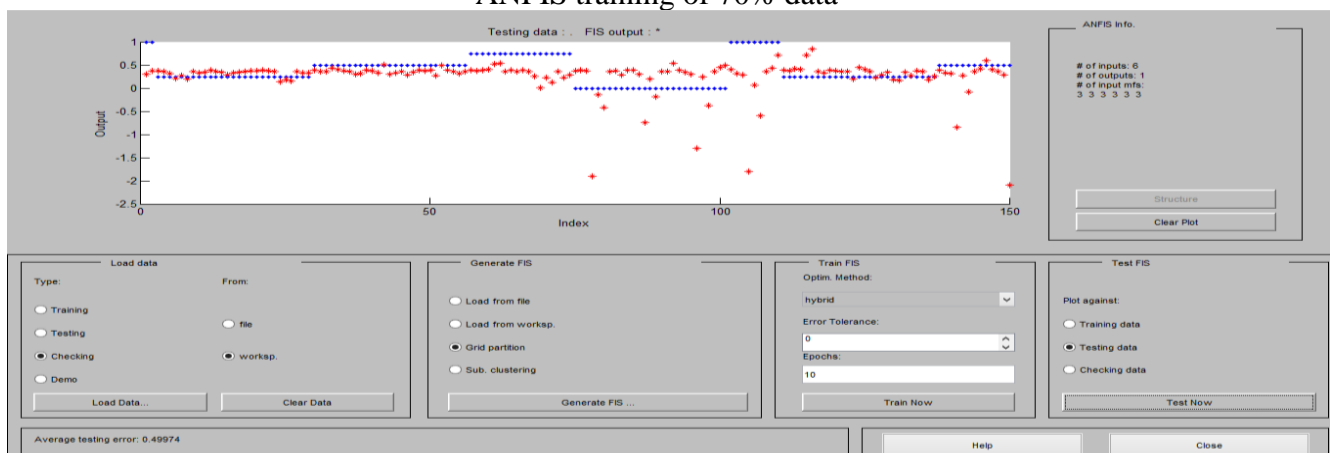 ANFIS training of 70% data
Testing data : . FIS output : *
1
0.5
0
-0.5
-1
-1.5
-2
-2.5
Output
0
50
100
150
Index
ANFIS Info.
# of inputs: 6
# of outputs: 1
# of input mfs:
3 3 3 3 3 3
Structure
Clear Plot
Load data
Type:
From:
Training
Testing
Checking
Demo
file
worksp.
Load Data...
Clear Data
Generate FIS
Load from file
Load from worksp.
Grid partition
Sub. clustering
Generate FIS ...
Train FIS
Optim. Method:
hybrid
Error Tolerance:
0
Epochs:
10
Train Now
Test FIS
Plot against:
Training data
Testing data
Checking data
Test Now
Average testing error: 0.49974
Help
Close